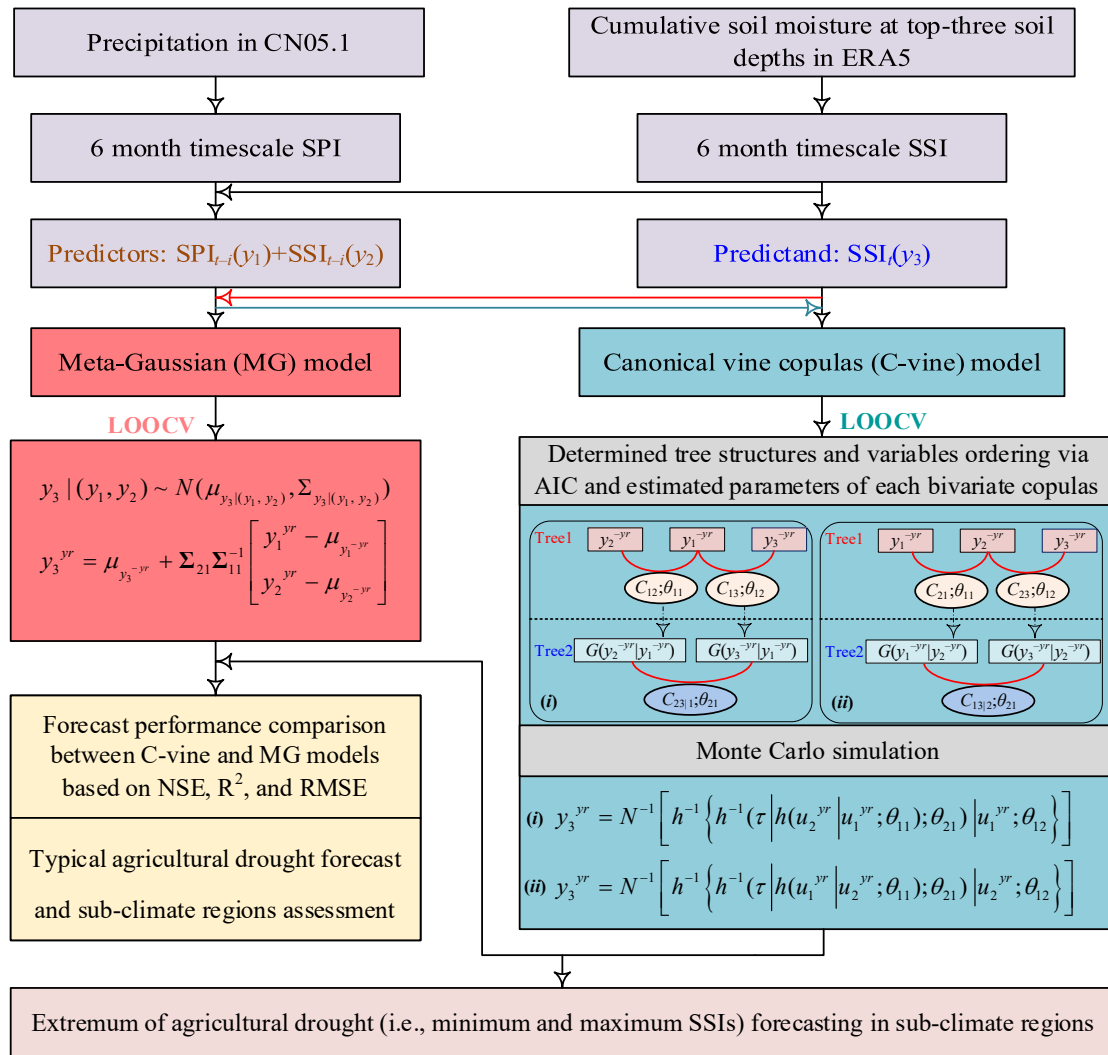 Precipitation in CN05.1
Cumulative soil moisture at top-three soil
depths in ERA5
6 month timescale SPI
6 month timescale SSI
Predictors: SPI_{t–i}(y_1)+SSI_{t–i}(y_2)
Predictand: SSI_t(y_3)
Meta-Gaussian (MG) model
Canonical vine copulas (C-vine) model
LOOCV
y_3 | (y_1, y_2) ~ N(μ_{y_3|(y_1, y_2)}, Σ_{y_3|(y_1, y_2)})
y_3^{yr} = μ_{y_3^{-yr}} + Σ_{21}Σ_{11}^{-1} [ y_1^{yr} − μ_{y_1^{-yr}}
y_2^{yr} − μ_{y_2^{-yr}} ]
LOOCV
Determined tree structures and variables ordering via
AIC and estimated parameters of each bivariate copulas
Tree1 y_2^{-yr} y_1^{-yr} y_3^{-yr}
C_{12};θ_{11} C_{13};θ_{12}
Tree2 G(y_2^{-yr}|y_1^{-yr}) G(y_3^{-yr}|y_1^{-yr})
(i) C_{23|1};θ_{21}
Tree1 y_1^{-yr} y_2^{-yr} y_3^{-yr}
C_{21};θ_{11} C_{23};θ_{12}
Tree2 G(y_1^{-yr}|y_2^{-yr}) G(y_3^{-yr}|y_2^{-yr})
(ii) C_{13|2};θ_{21}
Monte Carlo simulation
(i) y_3^{yr} = N^{-1}[h^{-1}{h^{-1}(τ|h(u_2^{yr}|u_1^{yr};θ_{11});θ_{21})|u_1^{yr};θ_{12}}]
(ii) y_3^{yr} = N^{-1}[h^{-1}{h^{-1}(τ|h(u_1^{yr}|u_2^{yr};θ_{11});θ_{21})|u_2^{yr};θ_{12}}]
Forecast performance comparison
between C-vine and MG models
based on NSE, R^2, and RMSE
Typical agricultural drought forecast
and sub-climate regions assessment
Extremum of agricultural drought (i.e., minimum and maximum SSIs) forecasting in sub-climate regions